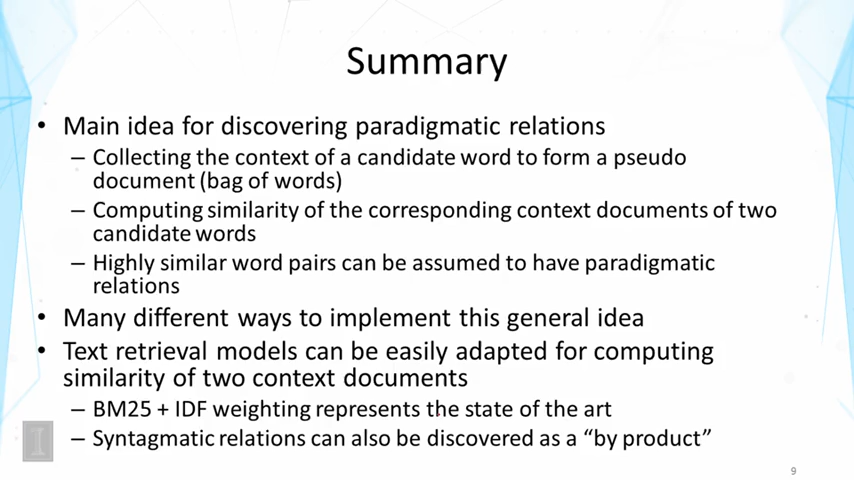 Summary
• Main idea for discovering paradigmatic relations
– Collecting the context of a candidate word to form a pseudo
document (bag of words)
– Computing similarity of the corresponding context documents of two
candidate words
– Highly similar word pairs can be assumed to have paradigmatic
relations
• Many different ways to implement this general idea
• Text retrieval models can be easily adapted for computing
similarity of two context documents
– BM25 + IDF weighting represents the state of the art
– Syntagmatic relations can also be discovered as a “by product”
I
9